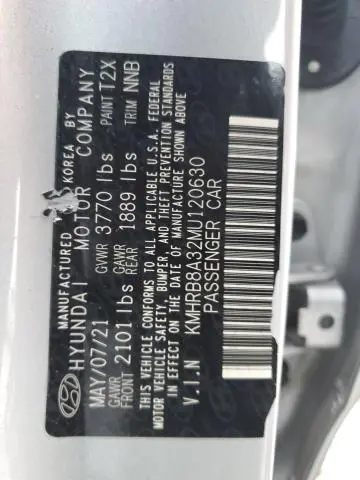 MANUFACTURED KOREA BY
HYUNDAI MOTOR COMPANY
MAY/07/21 GVWR 3770 lbs PAINT T2X
GAWR FRONT 2101 lbs GAWR REAR 1889 lbs TRIM NNB
THIS VEHICLE CONFORMS TO ALL APPLICABLE U.S.A. FEDERAL
MOTOR VEHICLE SAFETY, BUMPER, AND THEFT PREVENTION STANDARDS
IN EFFECT ON THE DATE OF MANUFACTURE SHOWN ABOVE
V.I.N KMHRB8A32MU120630
PASSENGER CAR